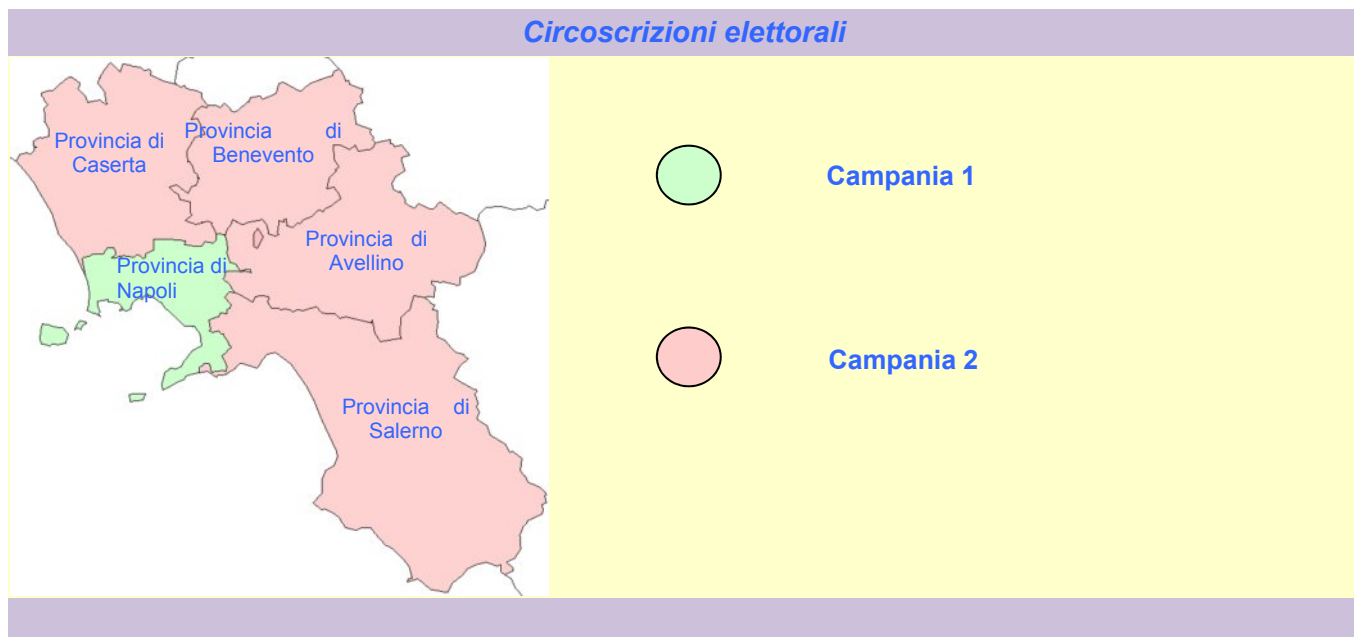 Circoscrizioni elettorali
Provincia di
Caserta
Provincia di
Benevento
Provincia di
Avellino
Provincia di
Napoli
Provincia di
Salerno
Campania 1
Campania 2